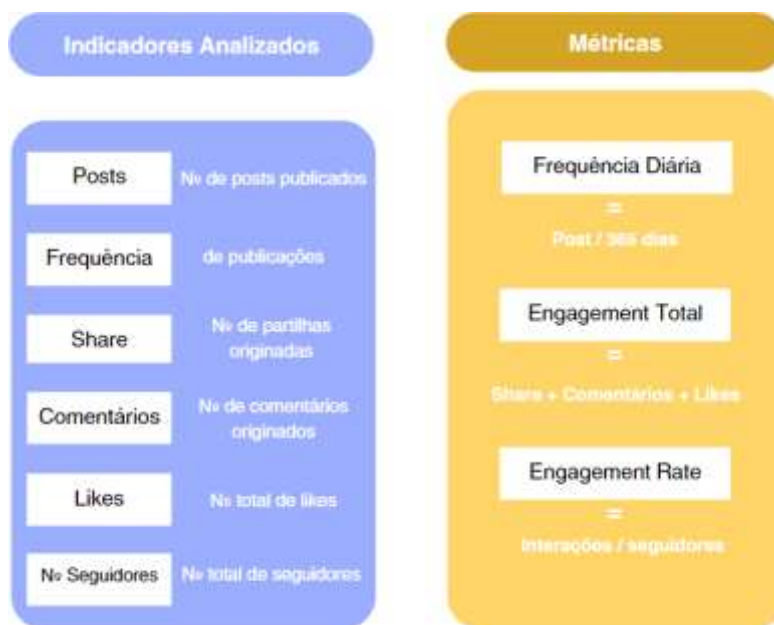 Indicadores Analizados
Posts
Nº de posts publicados
Frequência
de publicações
Share
Nº de partilhas
originadas
Comentários
Nº de comentários
originados
Likes
Nº total de likes
Nº Seguidores
Nº total de seguidores
Métricas
Frequência Diária
=
Post / 365 dias
Engagement Total
=
Share + Comentários + Likes
Engagement Rate
=
Interações / seguidores